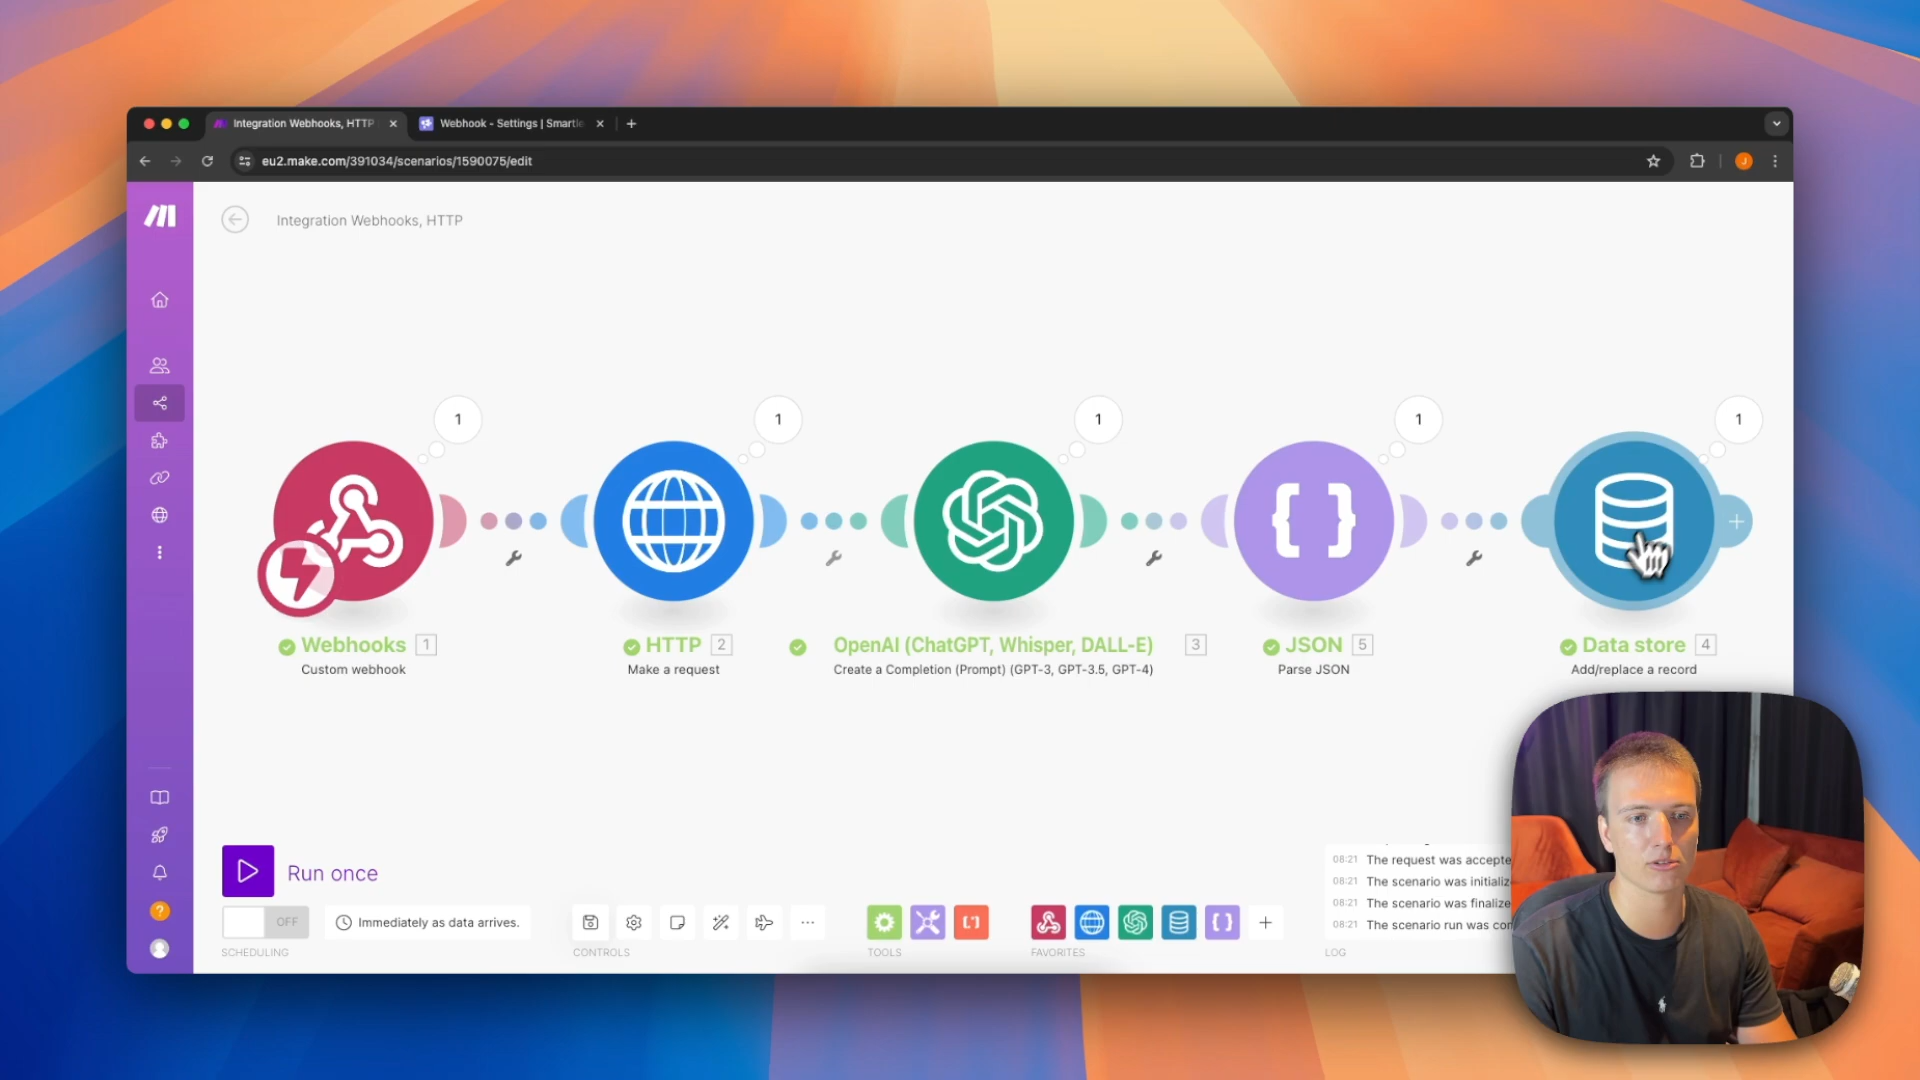 Integration Webhooks, HTTP
Webhook - Settings | Smartle
eu2.make.com/391034/scenarios/1590075/edit
J
Integration Webhooks, HTTP
1
1
1
1
1
Webhooks 1
Custom webhook
HTTP 2
Make a request
OpenAI (ChatGPT, Whisper, DALL-E) 3
Create a Completion (Prompt) (GPT-3, GPT-3.5, GPT-4)
JSON 5
Parse JSON
Data store 4
Add/replace a record
Run once
OFF
Immediately as data arrives.
SCHEDULING
CONTROLS
TOOLS
FAVORITES
08:21 The request was accepte
08:21 The scenario was initializ
08:21 The scenario was finalize
08:21 The scenario run was con
LOG